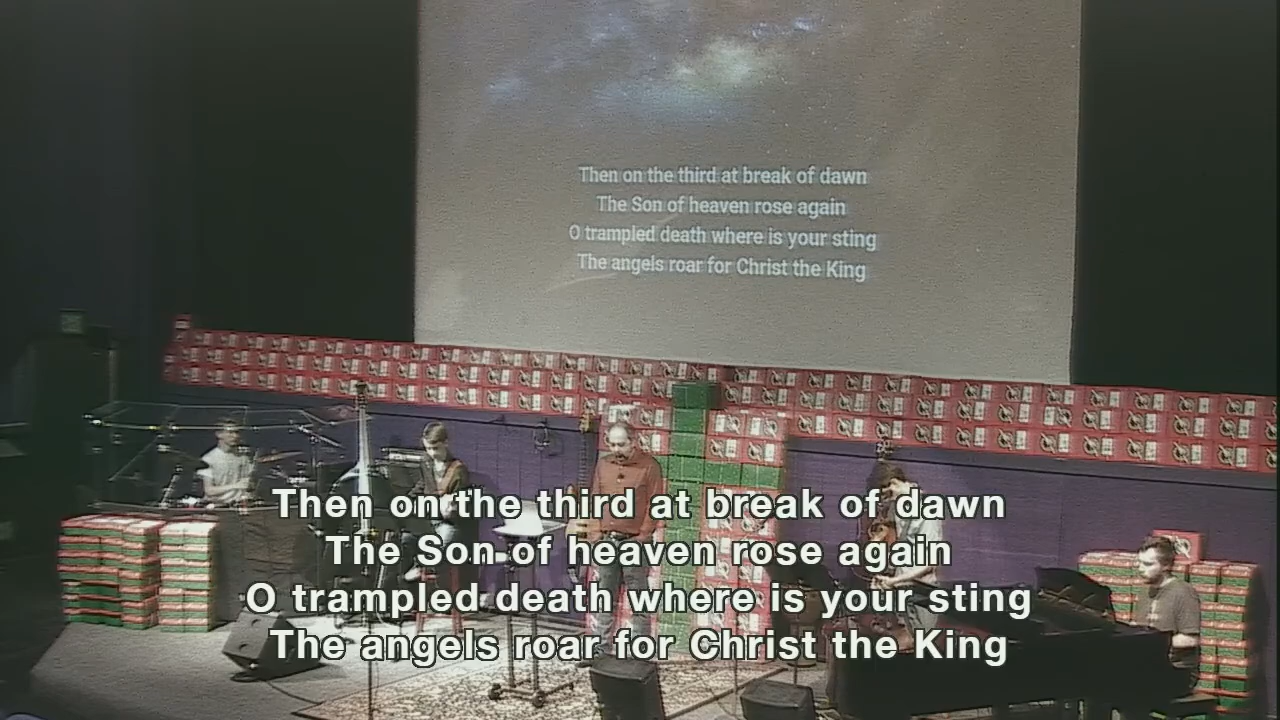 Then on the third at break of dawn
The Son of heaven rose again
O trampled death where is your sting
The angels roar for Christ the King
Then on the third at break of dawn
The Son of heaven rose again
O trampled death where is your sting
The angels roar for Christ the King